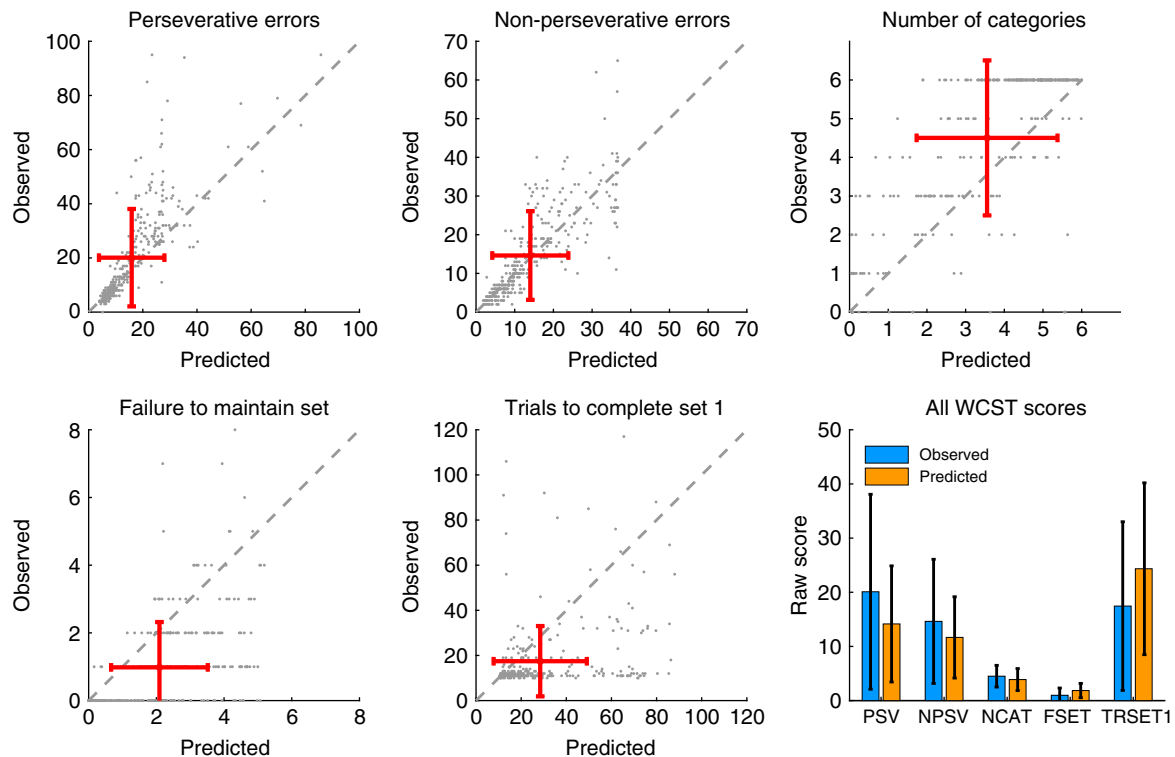 Perseverative errors
100
80
60
40
20
0
Observed
0 20 40 60 80 100
Predicted
Non-perseverative errors
70
60
50
40
30
20
10
0
Observed
0 10 20 30 40 50 60 70
Predicted
Number of categories
6
5
4
3
2
1
0
Observed
0 1 2 3 4 5 6
Predicted
Failure to maintain set
8
6
4
2
0
Observed
0 2 4 6 8
Predicted
Trials to complete set 1
120
100
80
60
40
20
0
Observed
0 20 40 60 80 100 120
Predicted
All WCST scores
50
40
30
20
10
0
Raw score
Observed
Predicted
PSV NPSV NCAT FSET TRSET1